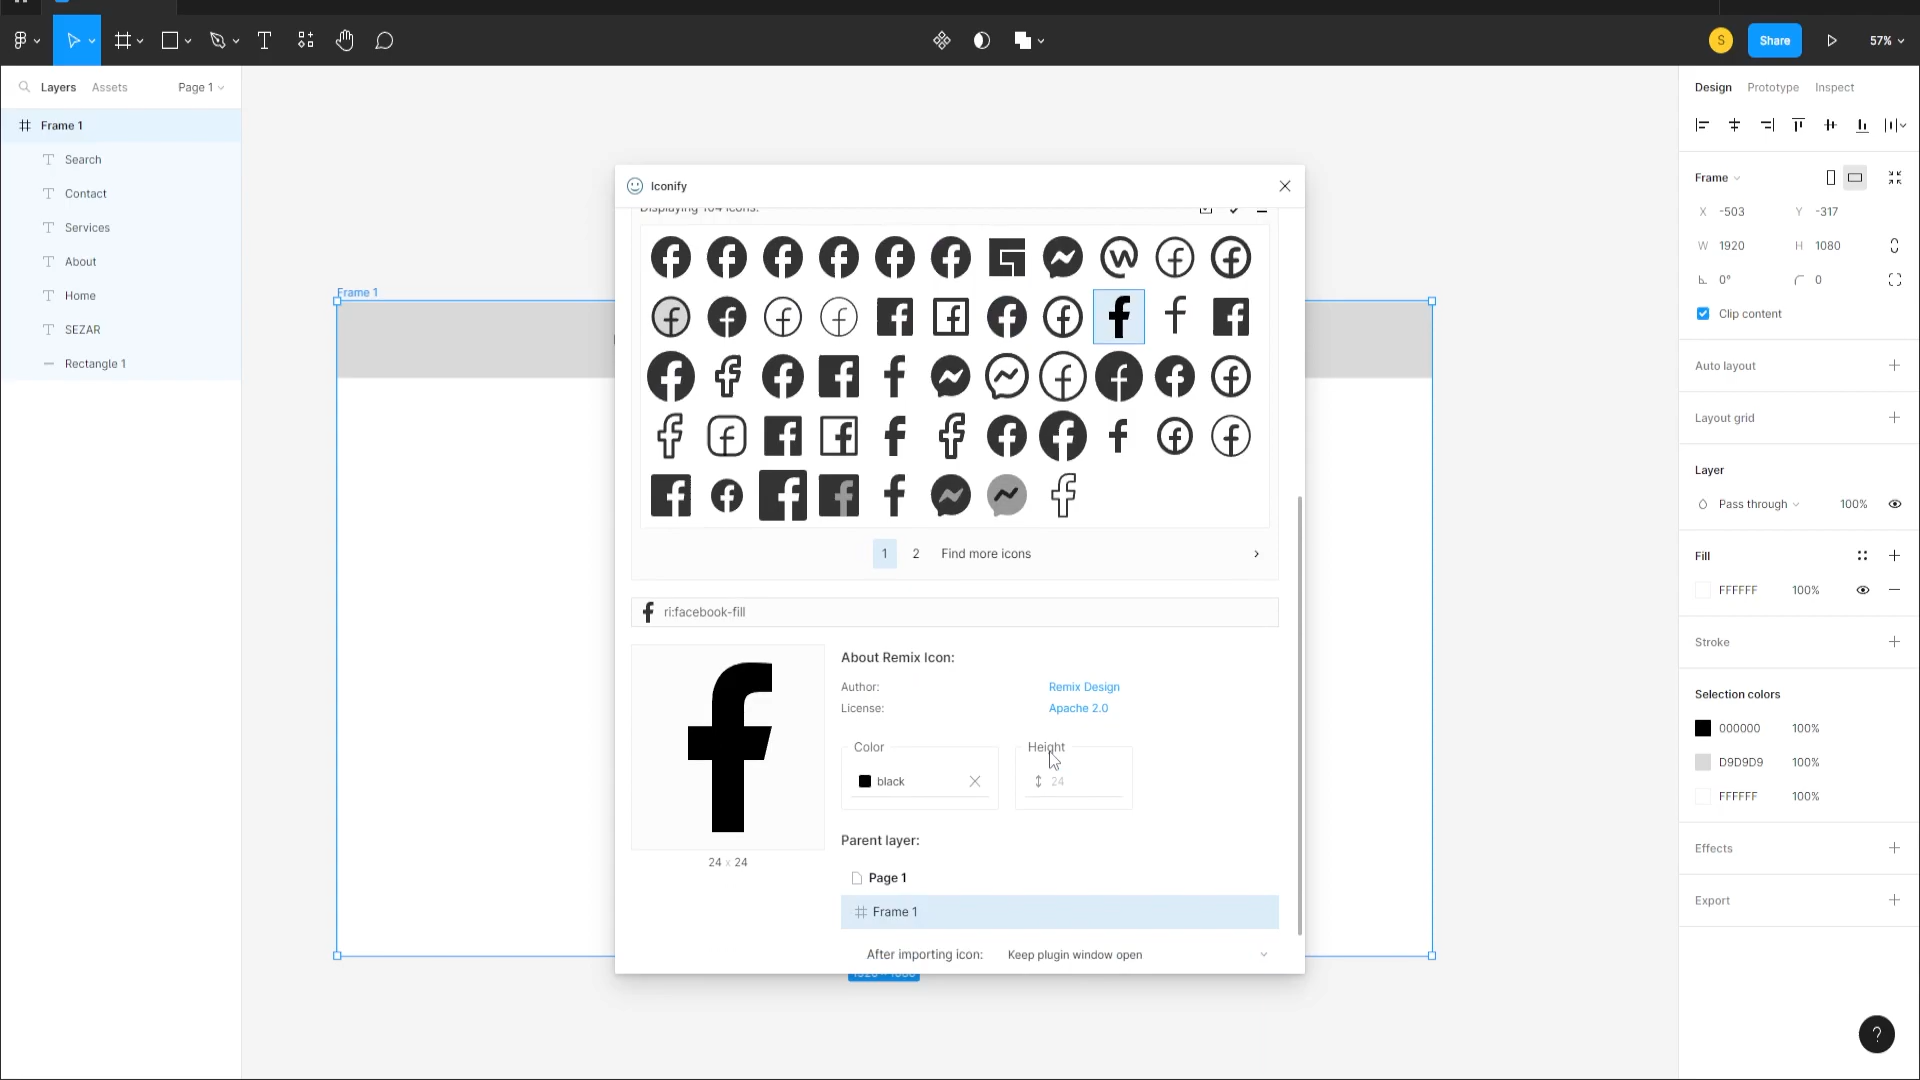 S
Share
57%
Layers
Assets
Page 1
Frame 1
Search
Contact
Services
About
Home
SEZAR
Rectangle 1
Frame 1
Iconify
Displaying 104 icons:
1
2
Find more icons
ri:facebook-fill
24 x 24
About Remix Icon:
Author:
Remix Design
License:
Apache 2.0
Color
black
Height
24
Parent layer:
Page 1
Frame 1
After importing icon:
Keep plugin window open
Design
Prototype
Inspect
Frame
X -503
Y -317
W 1920
H 1080
0°
0
Clip content
Auto layout
Layout grid
Layer
Pass through
100%
Fill
FFFFFF
100%
Stroke
Selection colors
000000
100%
D9D9D9
100%
FFFFFF
100%
Effects
Export
?